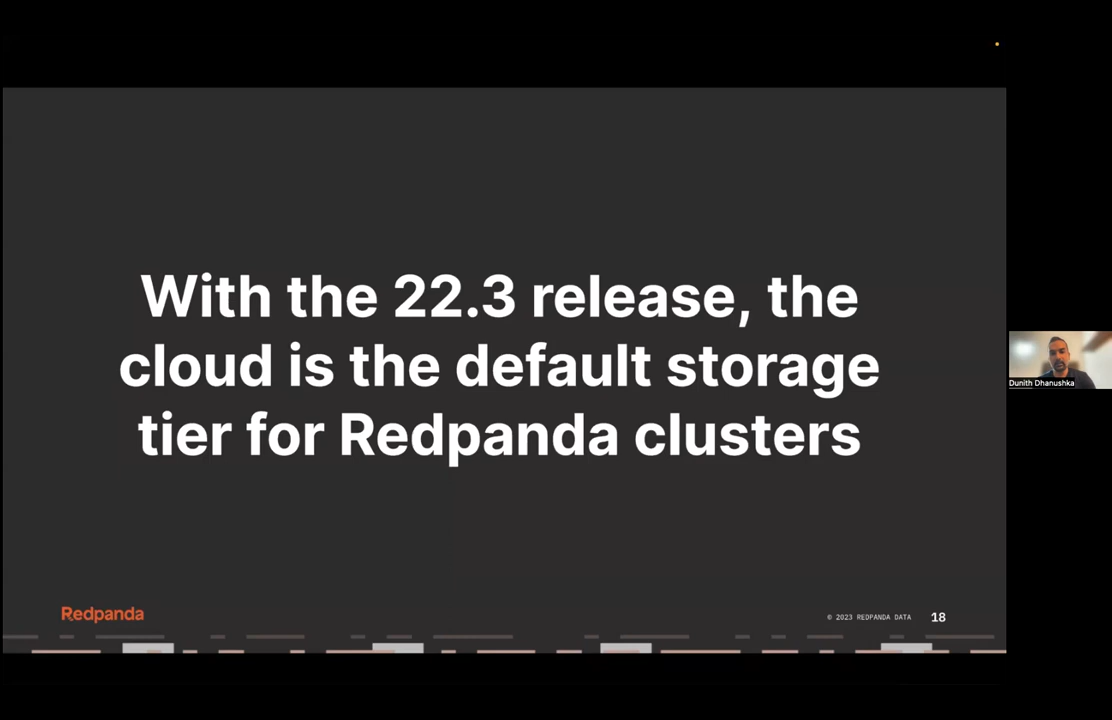 With the 22.3 release, the
cloud is the default storage
tier for Redpanda clusters
Dunith Dhanushka
Redpanda
© 2023 REDPANDA DATA
18